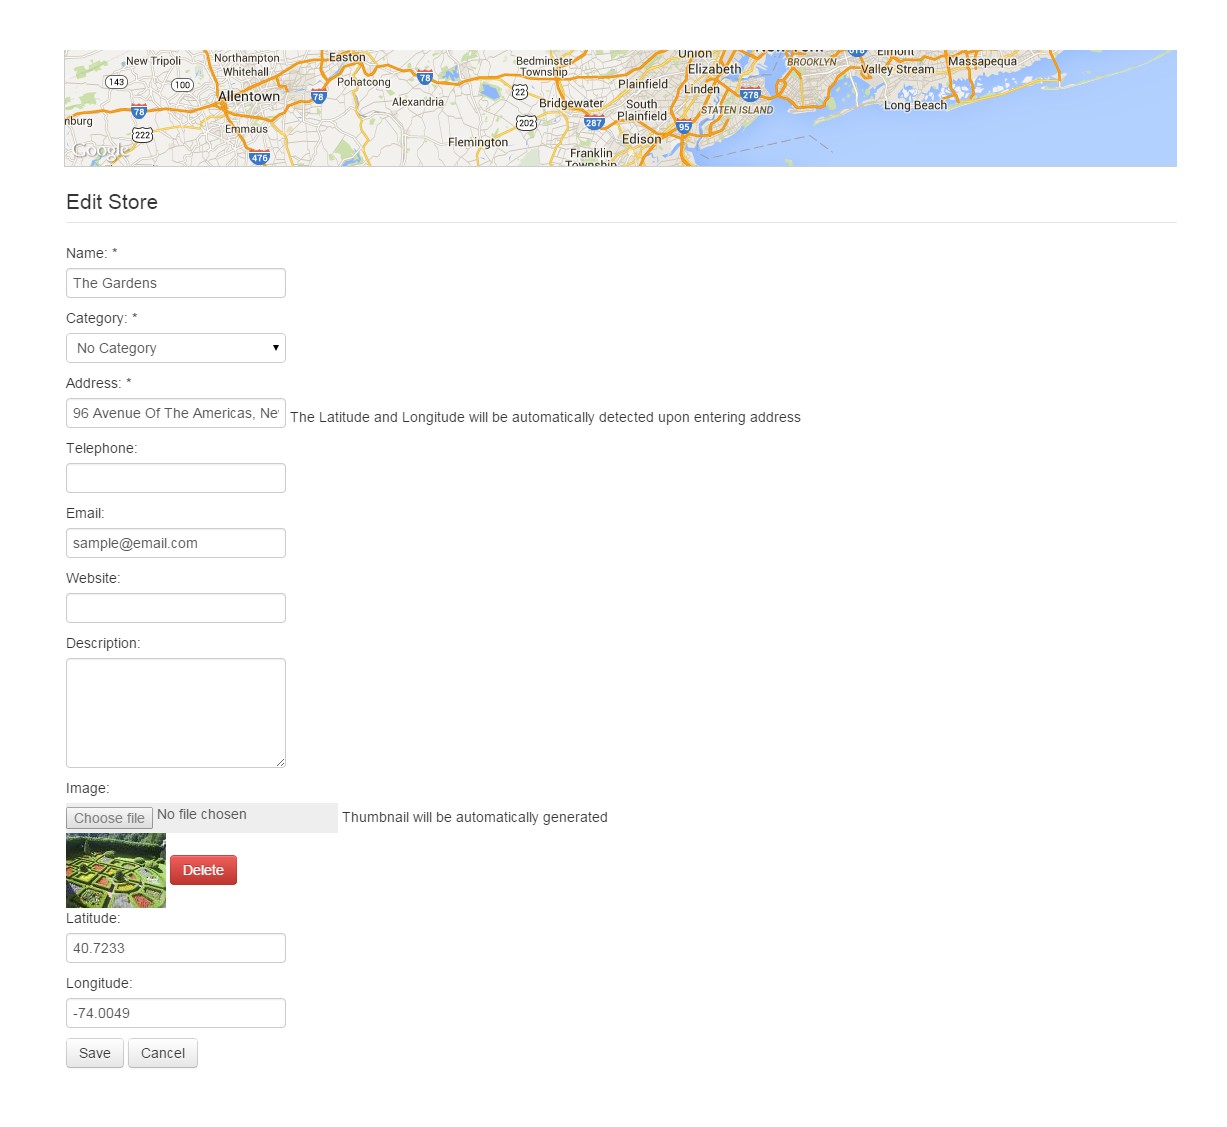 New Tripoli
Northampton
Easton
Bedminster
Township
Union
BROOKLYN
Elmont
Massapequa
Whitehall
143
100
Pohatcong
78
Elizabeth
Valley Stream
Plainfield
Linden
278
Allentown
78
Alexandria
22
Bridgewater
South
Plainfield
STATEN ISLAND
Long Beach
nburg
78
222
Emmaus
202
287
95
Edison
Flemington
Franklin
Township
Google
476
Edit Store
Name: *
The Gardens
Category: *
No Category
Address: *
96 Avenue Of The Americas, Ne The Latitude and Longitude will be automatically detected upon entering address
Telephone:
Email:
sample@email.com
Website:
Description:
Image:
Choose file No file chosen Thumbnail will be automatically generated
Delete
Latitude:
40.7233
Longitude:
-74.0049
Save Cancel